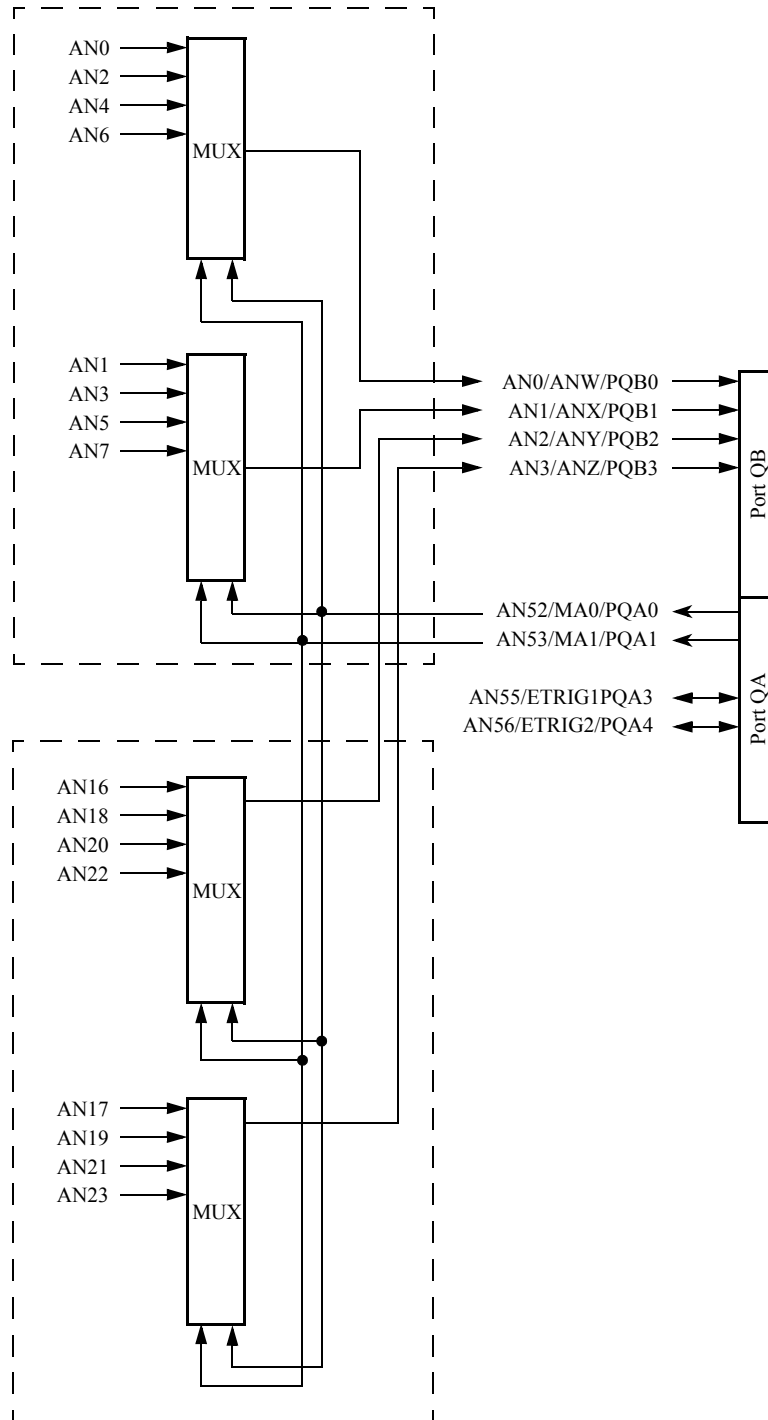 AN0
AN2
AN4
AN6
MUX
AN1
AN3
AN5
AN7
MUX
AN0/ANW/PQB0
AN1/ANX/PQB1
AN2/ANY/PQB2
AN3/ANZ/PQB3
Port QB
AN52/MA0/PQA0
AN53/MA1/PQA1
AN55/ETRIG1PQA3
AN56/ETRIG2/PQA4
Port QA
AN16
AN18
AN20
AN22
MUX
AN17
AN19
AN21
AN23
MUX